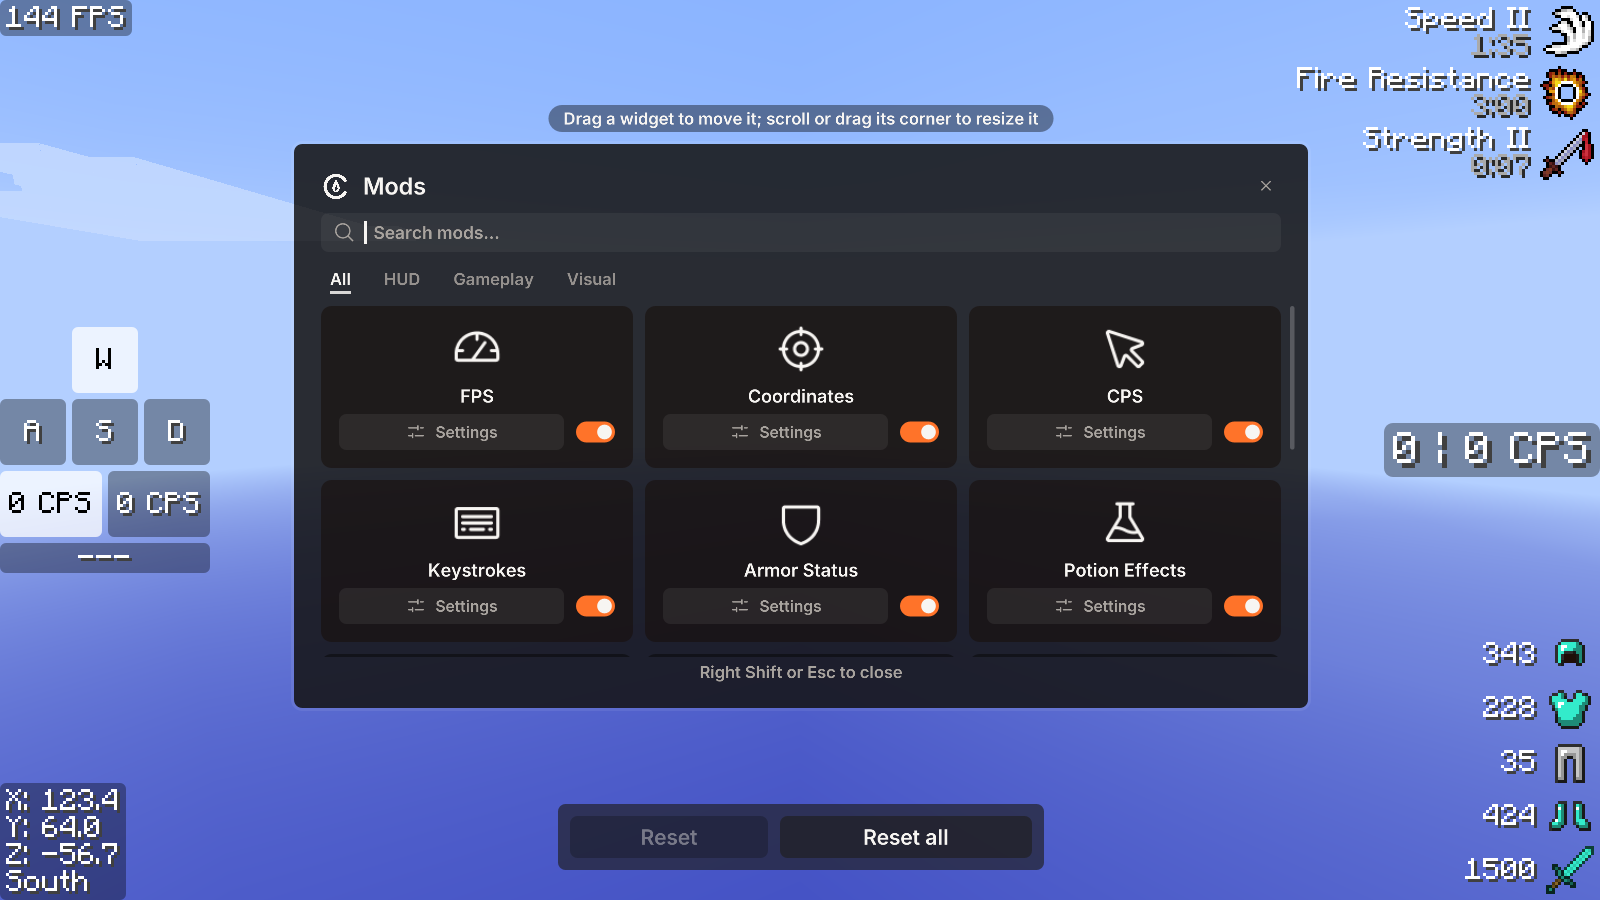 144 FPS
Speed II
1:35
Fire Resistance
3:00
Strength II
0:07
Drag a widget to move it; scroll or drag its corner to resize it
Mods
Search mods...
All HUD Gameplay Visual
FPS
Settings
Coordinates
Settings
CPS
Settings
Keystrokes
Settings
Armor Status
Settings
Potion Effects
Settings
Right Shift or Esc to close
W
A S D
0 CPS 0 CPS
0 | 0 CPS
343
228
35
424
1500
X: 123.4
Y: 64.0
Z: -56.7
South
Reset
Reset all